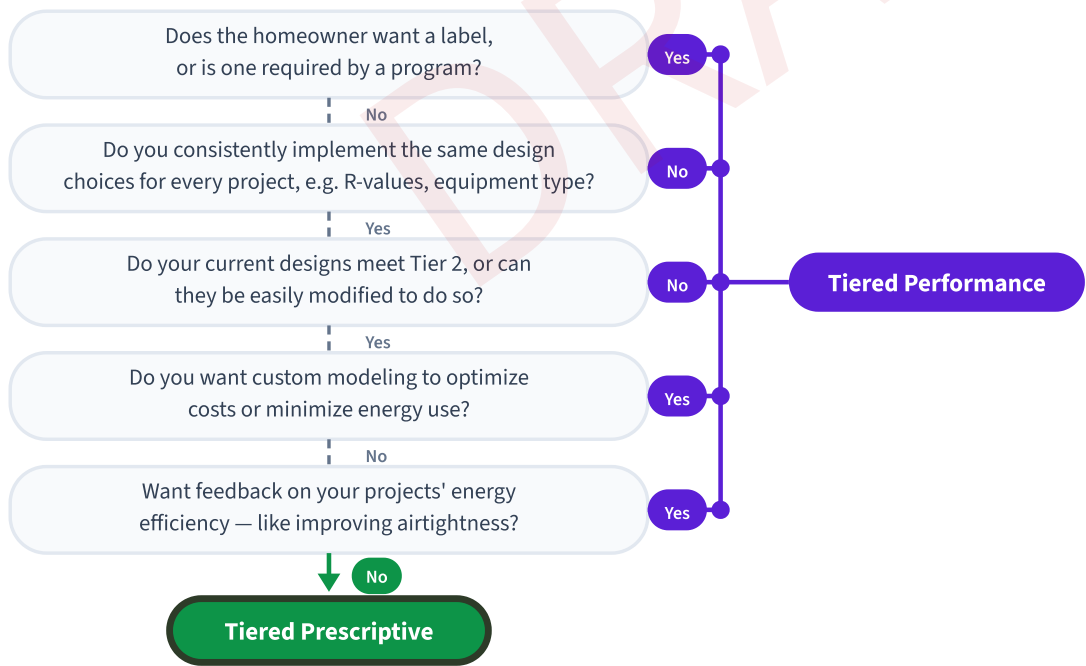 Does the homeowner want a label,
or is one required by a program?
Yes
No
Do you consistently implement the same design
choices for every project, e.g. R-values, equipment type?
No
Yes
Do your current designs meet Tier 2, or can
they be easily modified to do so?
No
Tiered Performance
Yes
Do you want custom modeling to optimize
costs or minimize energy use?
Yes
No
Want feedback on your projects' energy
efficiency — like improving airtightness?
Yes
No
Tiered Prescriptive
DRA